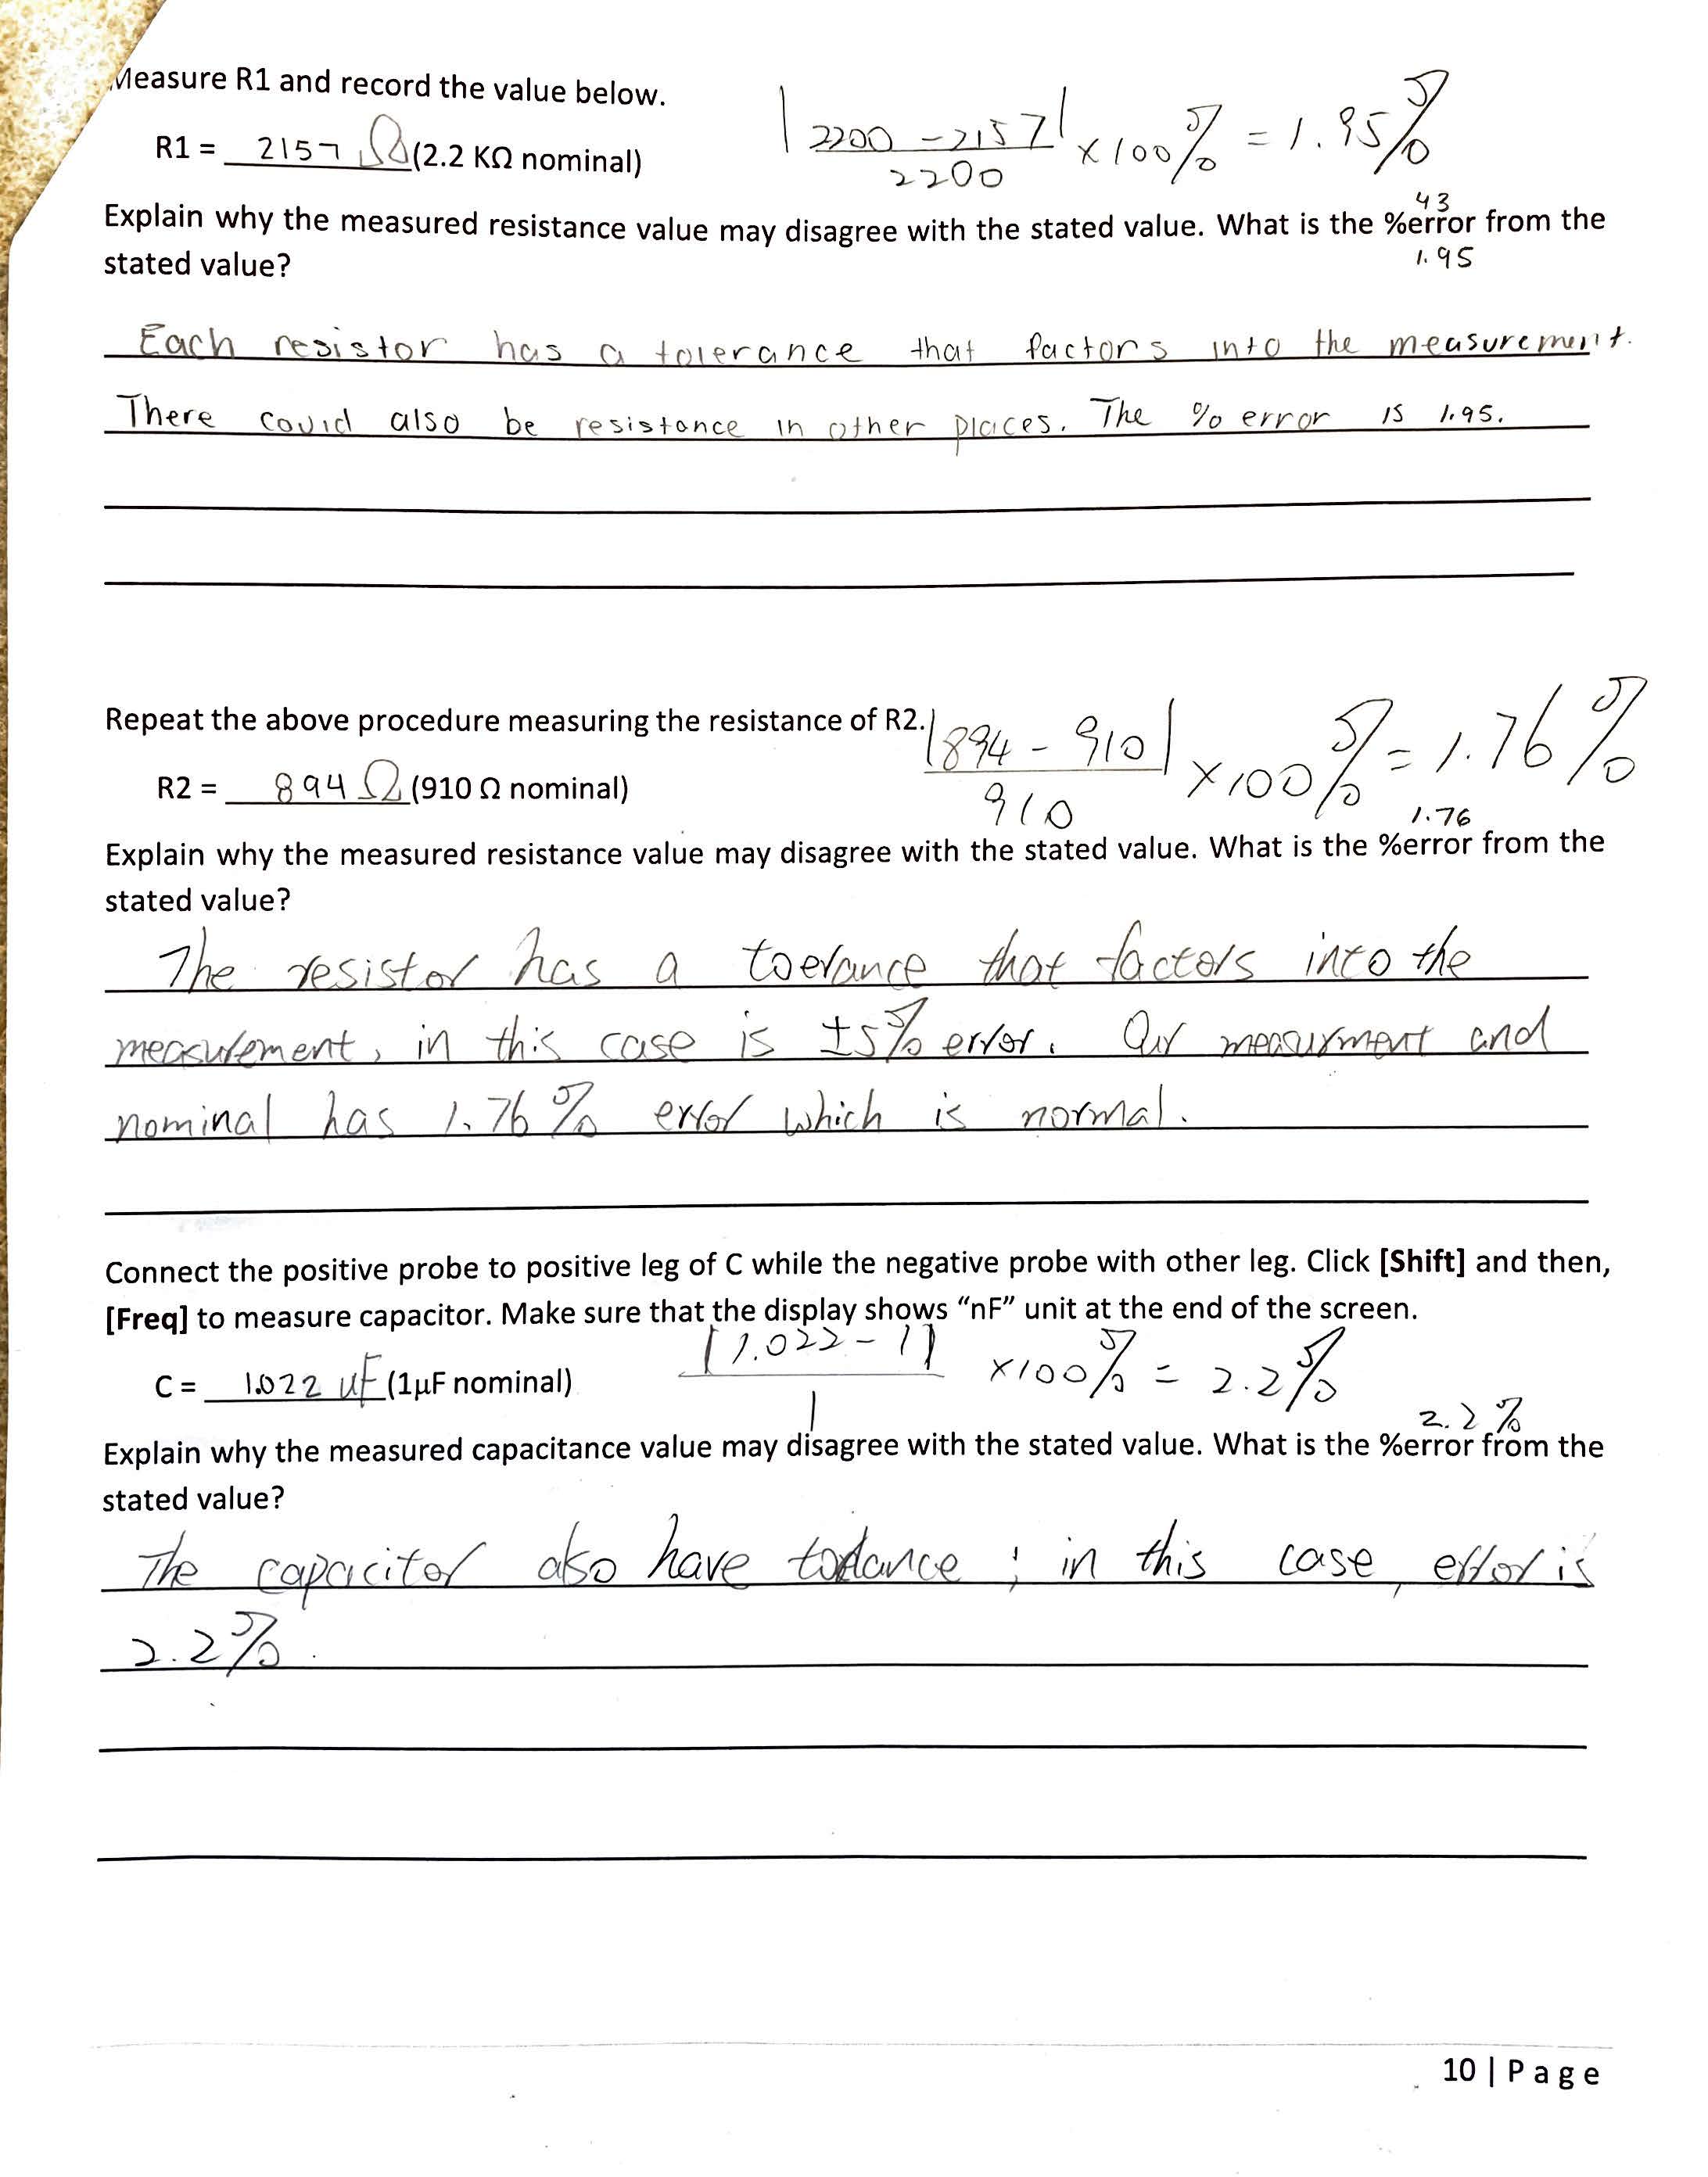 Measure R1 and record the value below.
|2200 - 2157| / 2200 × 100% = 1.95%
R1 = 2157 Ω (2.2 KΩ nominal)
43
Explain why the measured resistance value may disagree with the stated value. What is the %error from the
stated value?
1.95
Each resistor has a tolerance that factors into the measurement.
There could also be resistance in other places. The % error is 1.95.
Repeat the above procedure measuring the resistance of R2.
|894 - 910| / 910 × 100% = 1.76%
R2 = 894 Ω (910 Ω nominal)
1.76
Explain why the measured resistance value may disagree with the stated value. What is the %error from the
stated value?
The resistor has a toerance that factors into the
measurement, in this case is ±5% error. Our measurment and
nominal has 1.76% error which is normal.
Connect the positive probe to positive leg of C while the negative probe with other leg. Click [Shift] and then,
[Freq] to measure capacitor. Make sure that the display shows “nF” unit at the end of the screen.
|1.022 - 1| / 1 × 100% = 2.2%
C = 1.022 uF (1µF nominal)
2.2%
Explain why the measured capacitance value may disagree with the stated value. What is the %error from the
stated value?
The capacitor also have ; in this case, error is
2.2%.
10 | P a g e